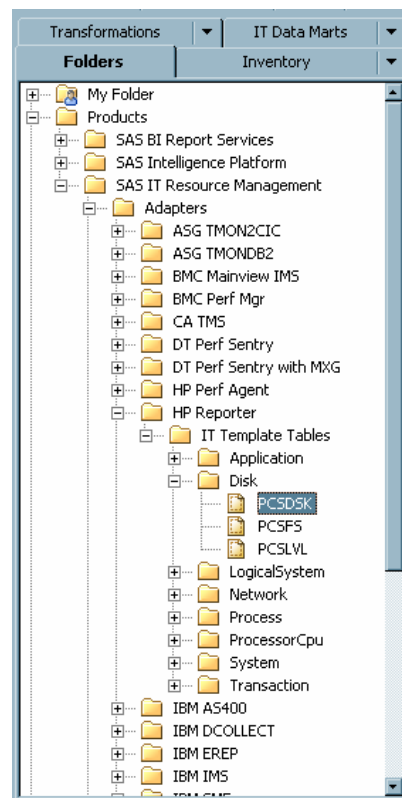 Transformations IT Data Marts
Folders Inventory
My Folder
Products
SAS BI Report Services
SAS Intelligence Platform
SAS IT Resource Management
Adapters
ASG TMON2CIC
ASG TMONDB2
BMC Mainview IMS
BMC Perf Mgr
CA TMS
DT Perf Sentry
DT Perf Sentry with MXG
HP Perf Agent
HP Reporter
IT Template Tables
Application
Disk
PCSDSK
PCSFS
PCSLVL
LogicalSystem
Network
Process
ProcessorCpu
System
Transaction
IBM AS400
IBM DCOLLECT
IBM EREP
IBM IMS